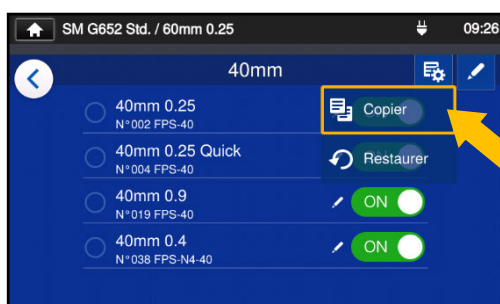 SM G652 Std. / 60mm 0.25 09:26
40mm
40mm 0.25
N°002 FPS-40
Copier
40mm 0.25 Quick
N°004 FPS-40
Restaurer
40mm 0.9
N°019 FPS-40
ON
40mm 0.4
N°038 FPS-N4-40
ON